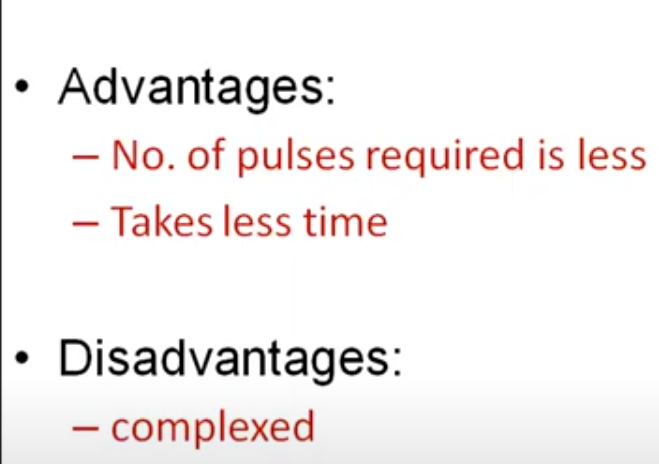 • Advantages:
– No. of pulses required is less
– Takes less time
• Disadvantages:
– complexed